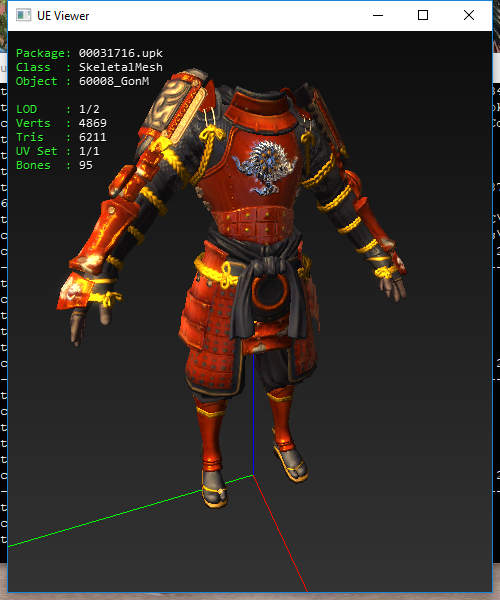 UE Viewer
Package: 00031716.upk
Class : SkeletalMesh
Object : 60008_GonM
LOD : 1/2
Verts : 4869
Tris : 6211
UV Set : 1/1
Bones : 95